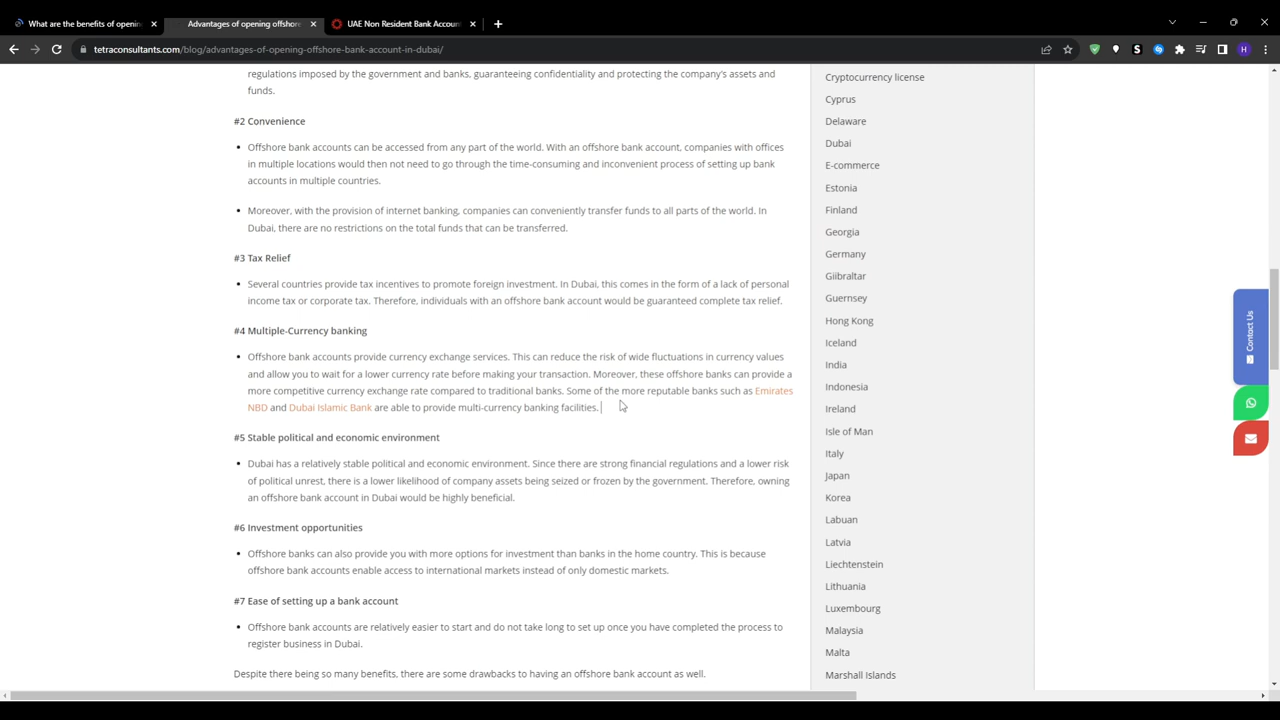 What are the benefits of openin
Advantages of opening offshor
UAE Non Resident Bank Accoun
tetraconsultants.com/blog/advantages-of-opening-offshore-bank-account-in-dubai/
S
H
regulations imposed by the government and banks, guaranteeing confidentiality and protecting the company's assets and
funds.
#2 Convenience
Offshore bank accounts can be accessed from any part of the world. With an offshore bank account, companies with offices
in multiple locations would then not need to go through the time-consuming and inconvenient process of setting up bank
accounts in multiple countries.
Moreover, with the provision of internet banking, companies can conveniently transfer funds to all parts of the world. In
Dubai, there are no restrictions on the total funds that can be transferred.
#3 Tax Relief
Several countries provide tax incentives to promote foreign investment. In Dubai, this comes in the form of a lack of personal
income tax or corporate tax. Therefore, individuals with an offshore bank account would be guaranteed complete tax relief.
#4 Multiple-Currency banking
Offshore bank accounts provide currency exchange services. This can reduce the risk of wide fluctuations in currency values
and allow you to wait for a lower currency rate before making your transaction. Moreover, these offshore banks can provide a
more competitive currency exchange rate compared to traditional banks. Some of the more reputable banks such as Emirates
NBD and Dubai Islamic Bank are able to provide multi-currency banking facilities.
#5 Stable political and economic environment
Dubai has a relatively stable political and economic environment. Since there are strong financial regulations and a lower risk
of political unrest, there is a lower likelihood of company assets being seized or frozen by the government. Therefore, owning
an offshore bank account in Dubai would be highly beneficial.
#6 Investment opportunities
Offshore banks can also provide you with more options for investment than banks in the home country. This is because
offshore bank accounts enable access to international markets instead of only domestic markets.
#7 Ease of setting up a bank account
Offshore bank accounts are relatively easier to start and do not take long to set up once you have completed the process to
register business in Dubai.
Despite there being so many benefits, there are some drawbacks to having an offshore bank account as well.
Cryptocurrency license
Cyprus
Delaware
Dubai
E-commerce
Estonia
Finland
Georgia
Germany
Giibraltar
Guernsey
Hong Kong
Iceland
India
Indonesia
Ireland
Isle of Man
Italy
Japan
Korea
Labuan
Latvia
Liechtenstein
Lithuania
Luxembourg
Malaysia
Malta
Marshall Islands
Contact Us